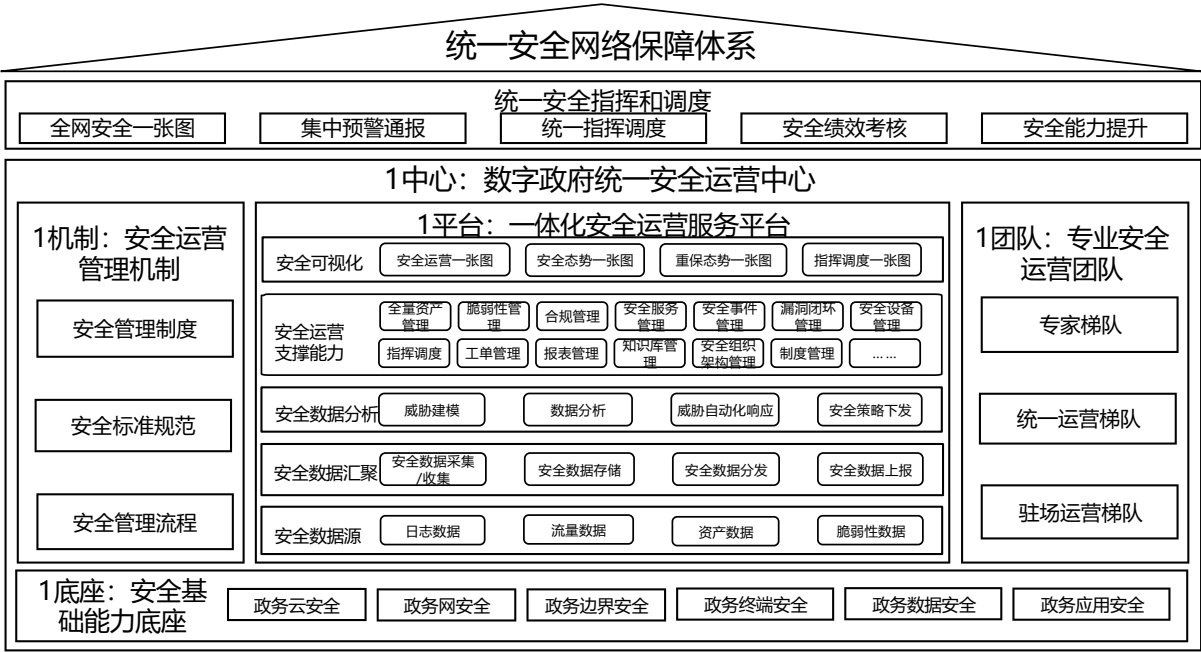 统一安全网络保障体系
统一安全指挥和调度
全网安全一张图
集中预警通报
统一指挥调度
安全绩效考核
安全能力提升
1中心：数字政府统一安全运营中心
1机制：安全运营
管理机制
安全管理制度
安全标准规范
安全管理流程
1平台：一体化安全运营服务平台
安全可视化
安全运营一张图
安全态势一张图
重保态势一张图
指挥调度一张图
安全运营
支撑能力
全量资产
管理
脆弱性管
理
合规管理
安全服务
管理
安全事件
管理
漏洞闭环
管理
安全设备
管理
指挥调度
工单管理
报表管理
知识库管
理
安全组织
架构管理
制度管理
... ...
安全数据分析
威胁建模
数据分析
威胁自动化响应
安全策略下发
安全数据汇聚
安全数据采集
/收集
安全数据存储
安全数据分发
安全数据上报
安全数据源
日志数据
流量数据
资产数据
脆弱性数据
1团队：专业安全
运营团队
专家梯队
统一运营梯队
驻场运营梯队
1底座：安全基
础能力底座
政务云安全
政务网安全
政务边界安全
政务终端安全
政务数据安全
政务应用安全